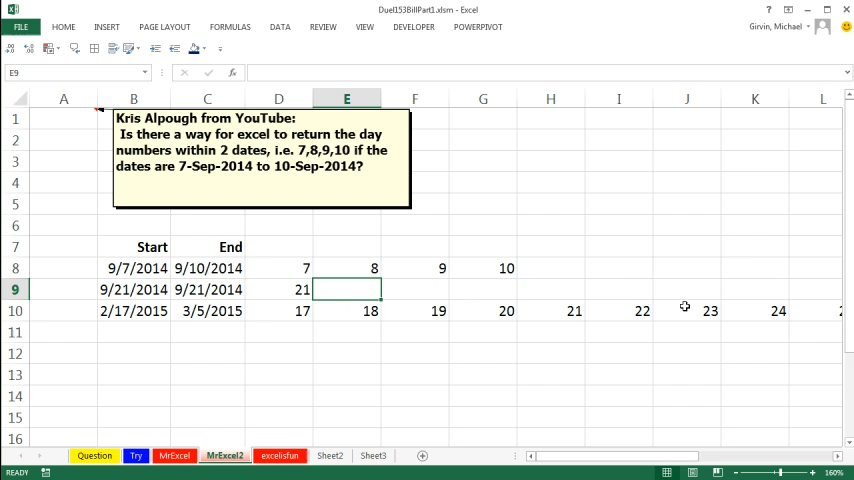 Duel153BillPart1.xlsm - Excel
FILE HOME INSERT PAGE LAYOUT FORMULAS DATA REVIEW VIEW DEVELOPER POWERPIVOT Girvin, Michael
E9 fx
A B C D E F G H I J K L
1 Kris Alpough from YouTube:
Is there a way for excel to return the day
2 numbers within 2 dates, i.e. 7,8,9,10 if the
3 dates are 7-Sep-2014 to 10-Sep-2014?
4
5
6
7 Start End
8 9/7/2014 9/10/2014 7 8 9 10
9 9/21/2014 9/21/2014 21
10 2/17/2015 3/5/2015 17 18 19 20 21 22 23 24
11
12
13
14
15
16
Question Try MrExcel MrExcel2 excelisfun Sheet2 Sheet3
READY 160%